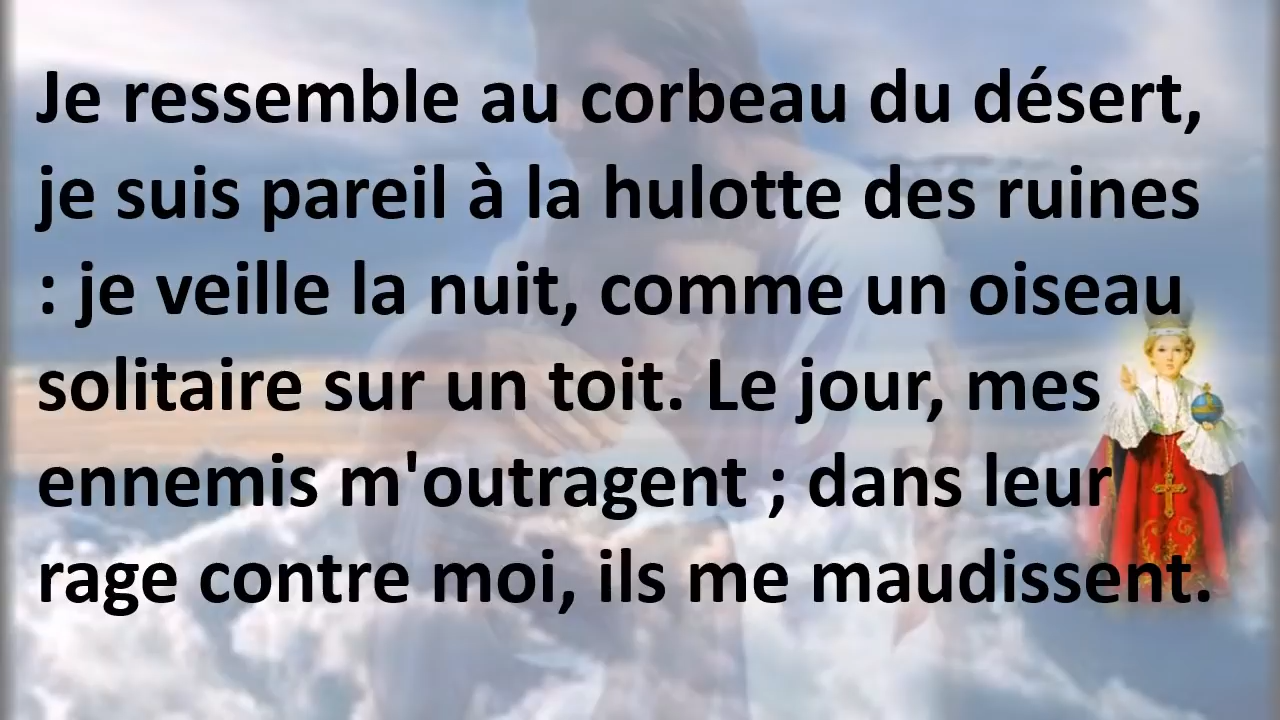 Je ressemble au corbeau du désert,
je suis pareil à la hulotte des ruines
: je veille la nuit, comme un oiseau
solitaire sur un toit. Le jour, mes
ennemis m'outragent ; dans leur
rage contre moi, ils me maudissent.